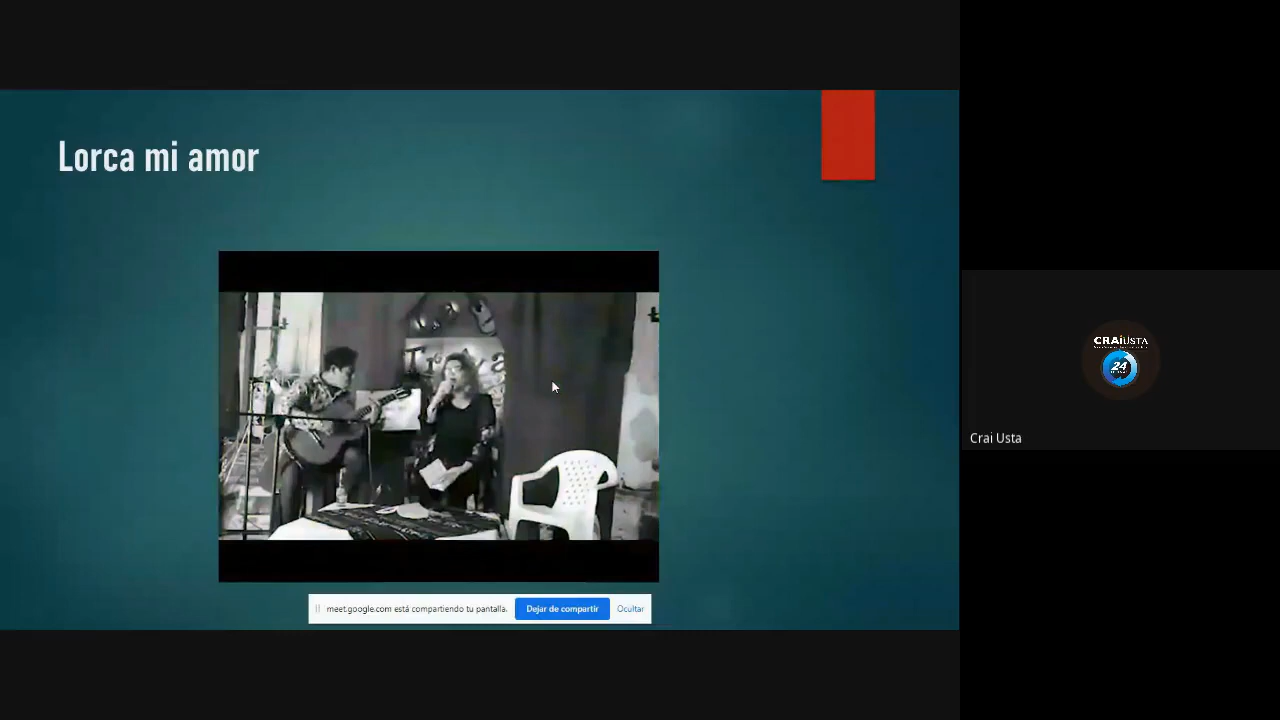 Lorca mi amor
meet.google.com está compartiendo tu pantalla.
Dejar de compartir
Ocultar
CRAIUSTA
24
Crai Usta